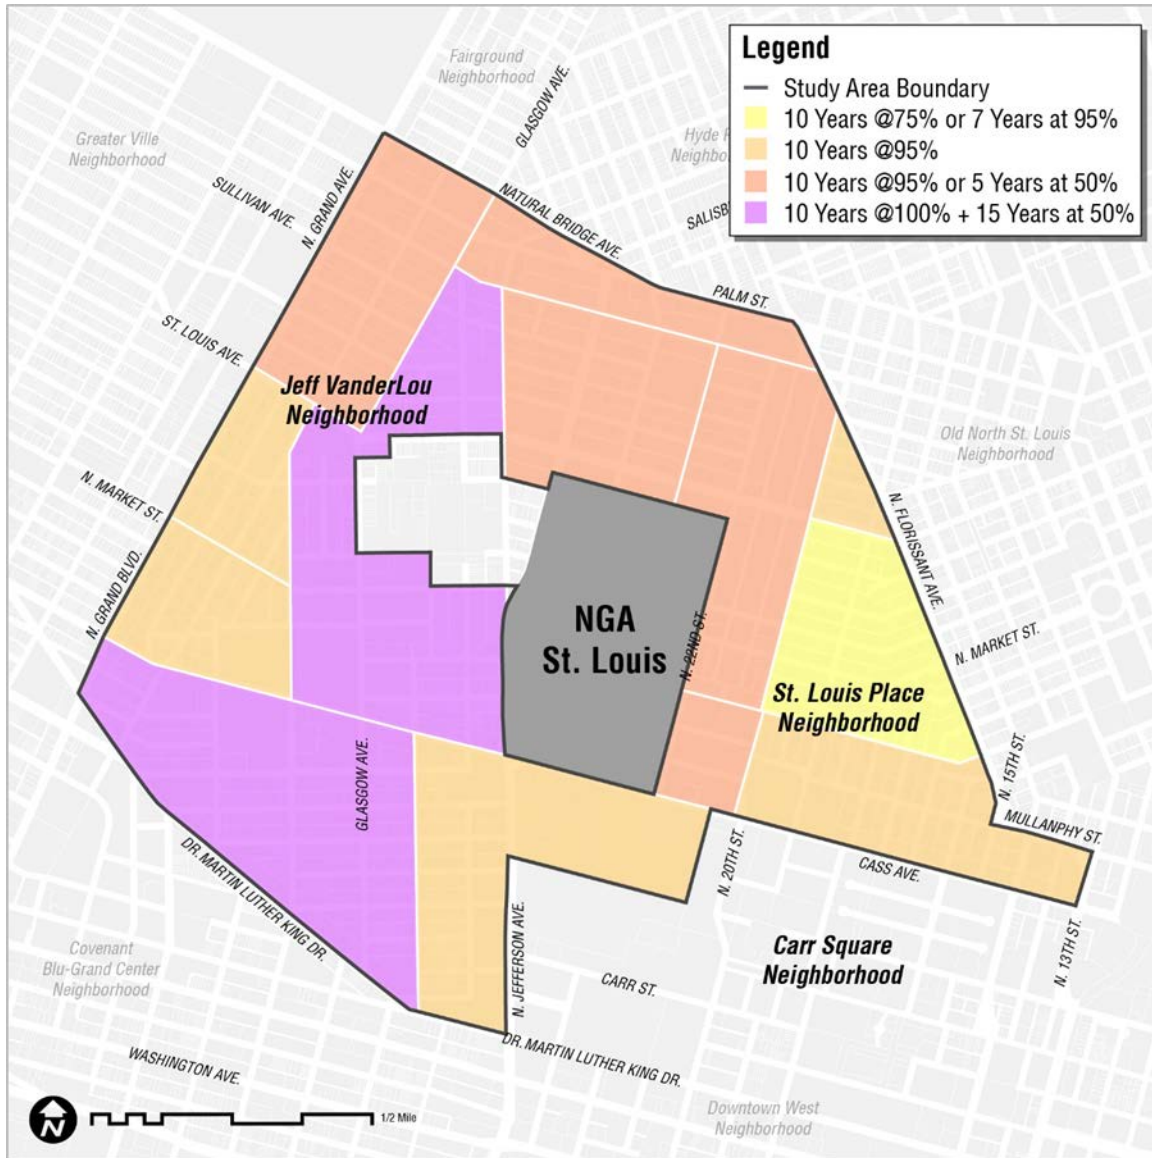 Legend
Study Area Boundary
10 Years @75% or 7 Years at 95%
10 Years @95%
10 Years @95% or 5 Years at 50%
10 Years @100% + 15 Years at 50%
Fairground
Neighborhood
GLASGOW AVE.
Greater Ville
Neighborhood
Hyde
SULLIVAN AVE.
N. GRAND AVE.
NATURAL BRIDGE AVE.
PALM ST.
ST. LOUIS AVE.
Jeff VanderLou
Neighborhood
Old North St. Louis
Neighborhood
N. MARKET ST.
N. FLORISSANT AVE.
N. GRAND BLVD.
NGA
St. Louis
N. 22ND ST.
N. MARKET ST.
St. Louis Place
Neighborhood
GLASGOW AVE.
N. 15TH ST.
MULLANPHY ST.
N. 20TH ST.
CASS AVE.
DR. MARTIN LUTHER KING DR.
N. JEFFERSON AVE.
Carr Square
Neighborhood
N. 13TH ST.
Covenant
Blu-Grand Center
Neighborhood
CARR ST.
DR. MARTIN LUTHER KING DR.
WASHINGTON AVE.
Downtown West
Neighborhood
N
1/2 Mile